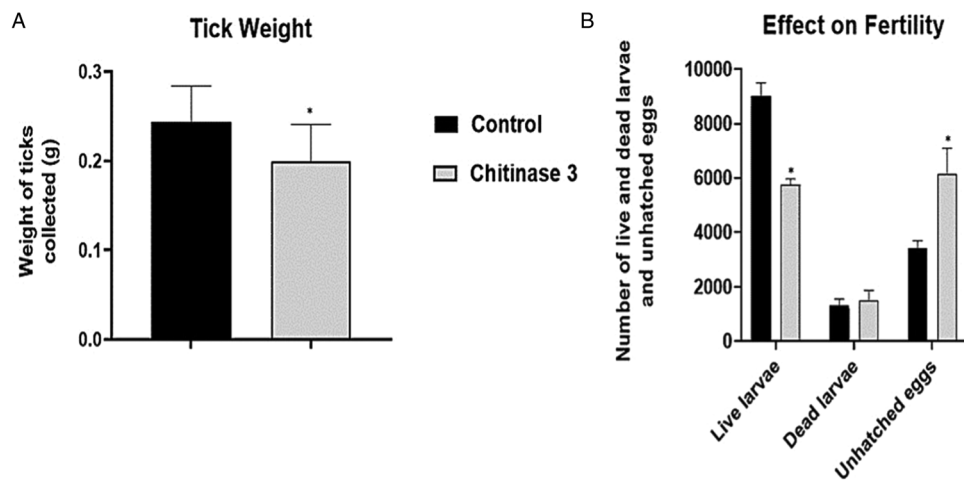 A
Tick Weight
Weight of ticks
collected (g)
0.3
0.2
0.1
0.0
*
Control
Chitinase 3
B
Effect on Fertility
Number of live and dead larvae
and unhatched eggs
10000
8000
6000
4000
2000
0
*
*
Live larvae
Dead larvae
Unhatched eggs